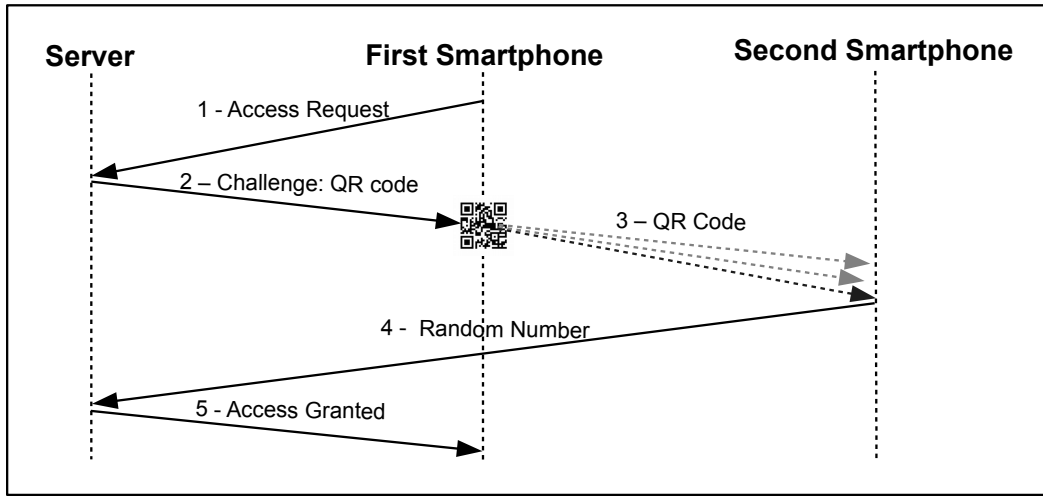 Server
First Smartphone
Second Smartphone
1 - Access Request
2 – Challenge: QR code
3 – QR Code
4 -  Random Number
5 - Access Granted